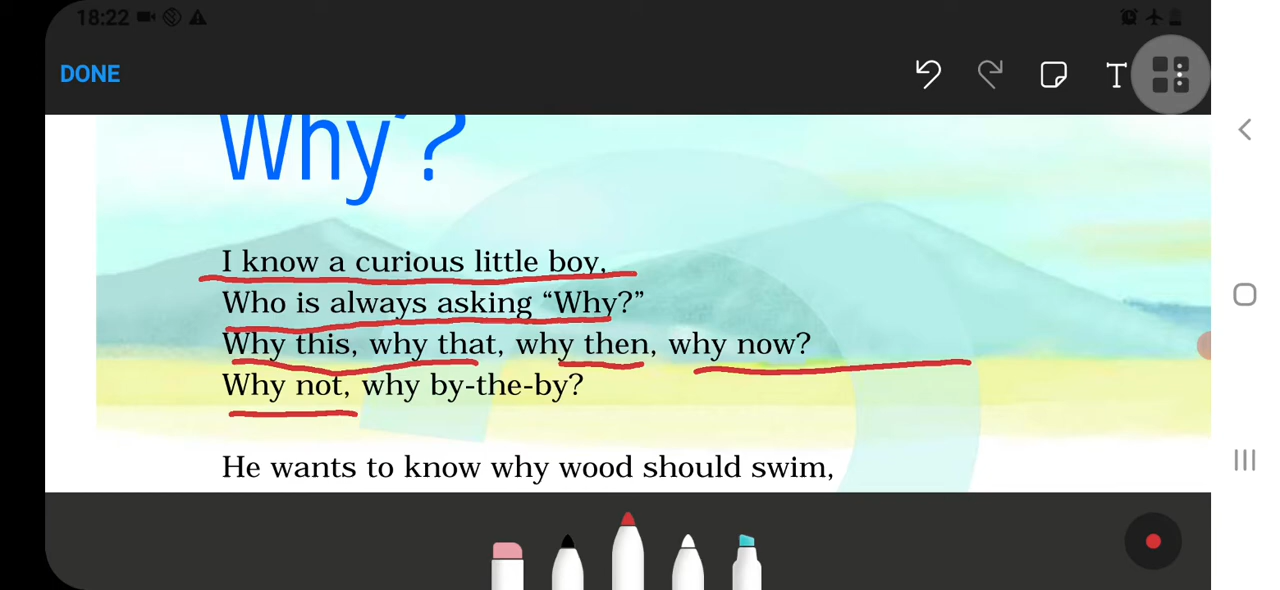 18:22
DONE
T
Why?
I know a curious little boy,
Who is always asking “Why?”
Why this, why that, why then, why now?
Why not, why by-the-by?
He wants to know why wood should swim,